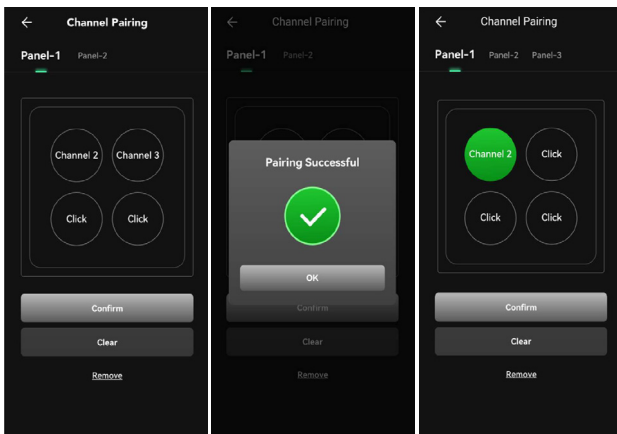 Channel Pairing
Panel-1 Panel-2
Channel 2 Channel 3
Click Click
Confirm
Clear
Remove
Channel Pairing
Panel-1 Panel-2
Pairing Successful
OK
Confirm
Clear
Remove
Channel Pairing
Panel-1 Panel-2 Panel-3
Channel 2 Click
Click Click
Confirm
Clear
Remove